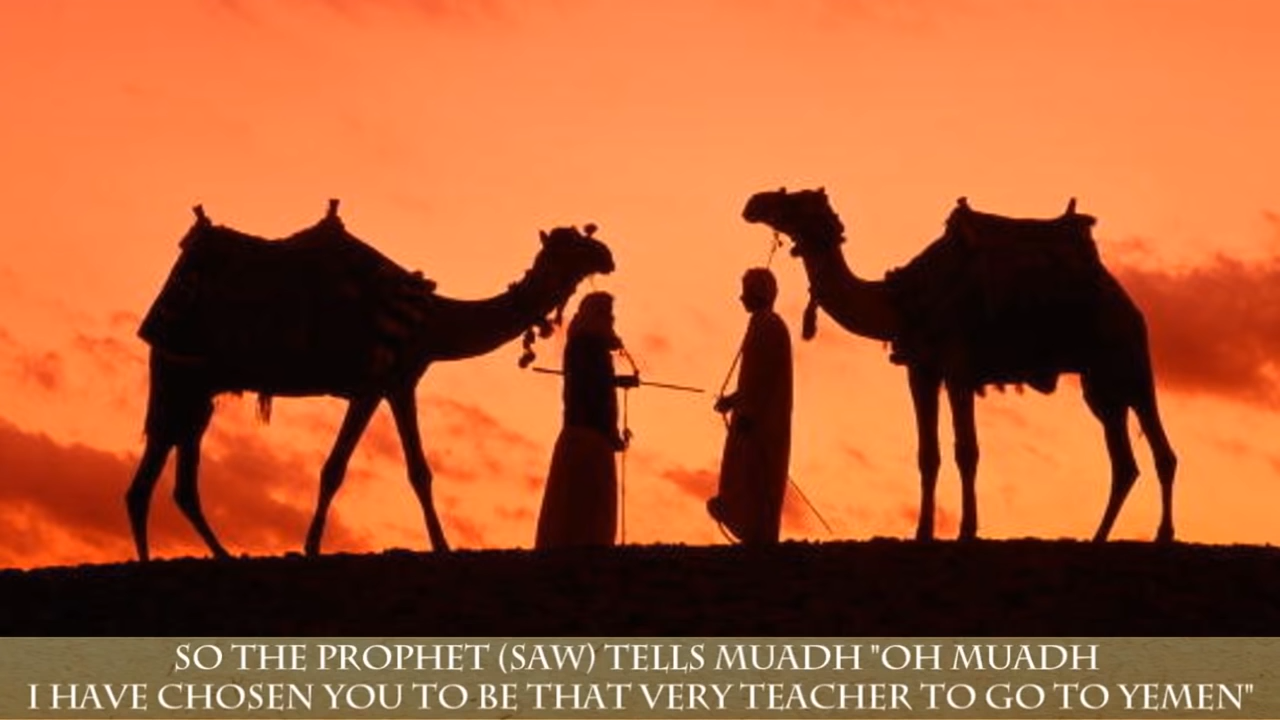 SO THE PROPHET (SAW) TELLS MUADH "OH MUADH
I HAVE CHOSEN YOU TO BE THAT VERY TEACHER TO GO TO YEMEN"